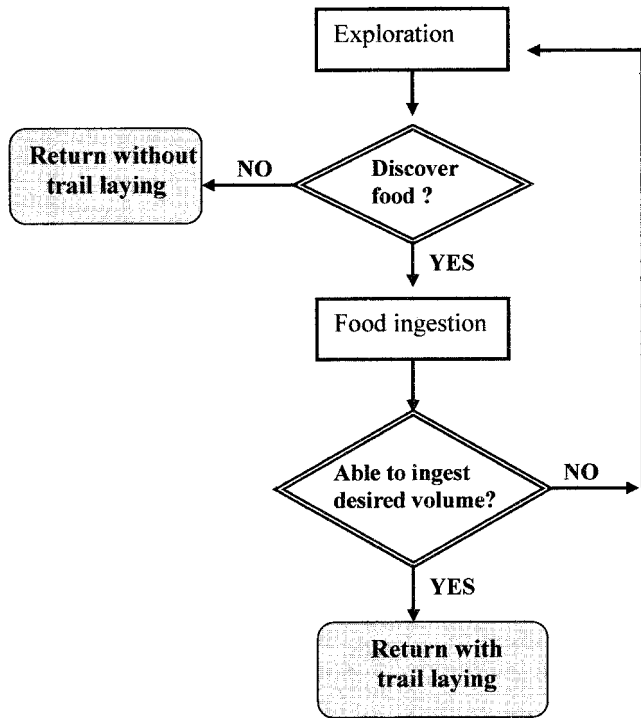 Exploration
Return without
trail laying
NO
Discover
food ?
YES
Food ingestion
Able to ingest
desired volume?
NO
YES
Return with
trail laying